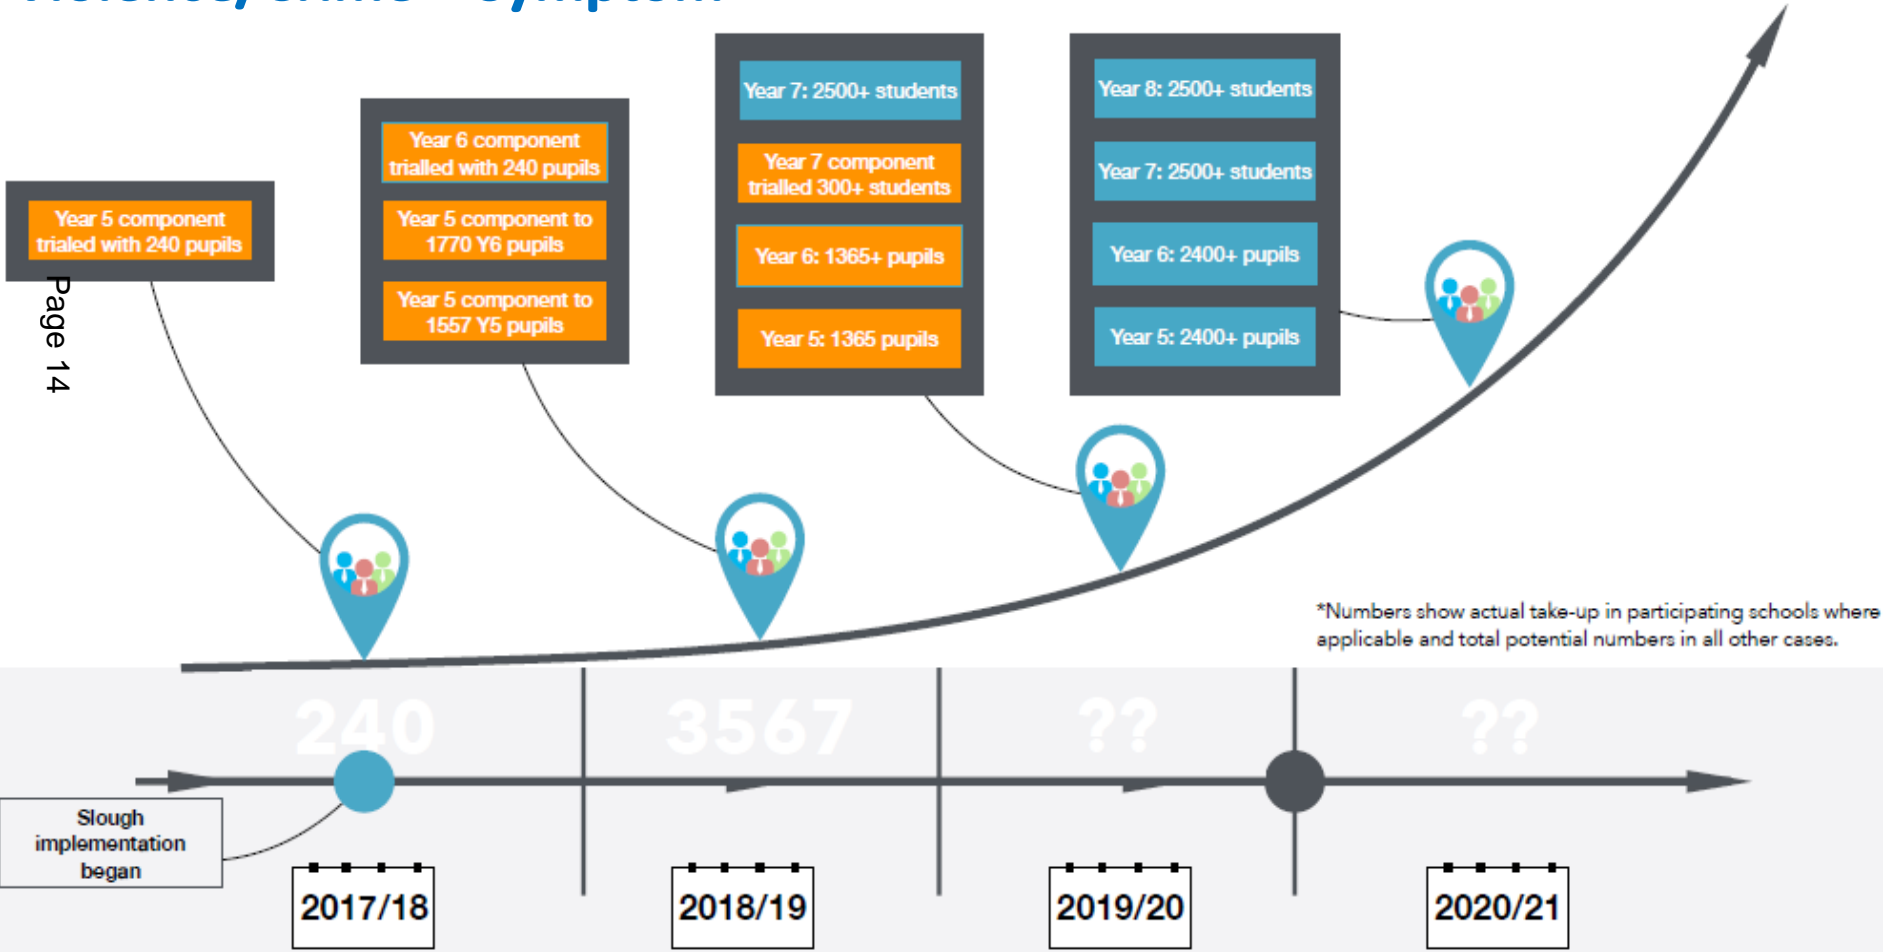 Year 5 component
trialed with 240 pupils
Page 14
Year 6 component
trialled with 240 pupils
Year 5 component to
1770 Y6 pupils
Year 5 component to
1557 Y5 pupils
Year 7: 2500+ students
Year 7 component
trialled 300+ students
Year 6: 1365+ pupils
Year 5: 1365 pupils
Year 8: 2500+ students
Year 7: 2500+ students
Year 6: 2400+ pupils
Year 5: 2400+ pupils
*Numbers show actual take-up in participating schools where
applicable and total potential numbers in all other cases.
240
3567
??
??
Slough
implementation
began
2017/18
2018/19
2019/20
2020/21